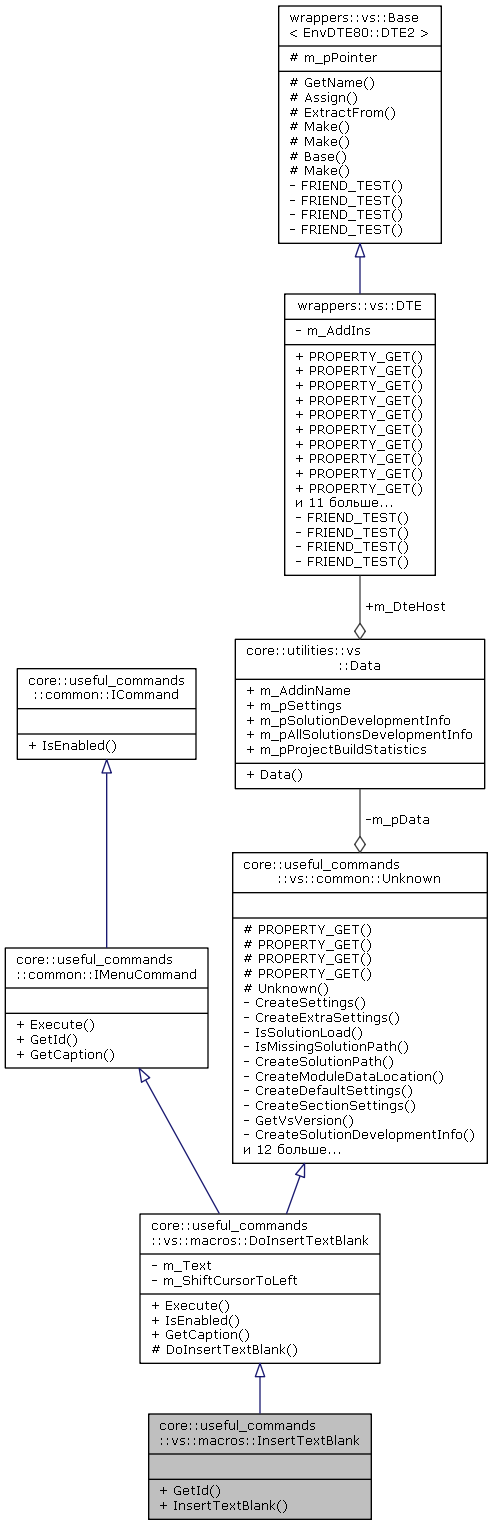 wrappers::vs::Base
< EnvDTE80::DTE2 >
# m_pPointer
# GetName()
# Assign()
# ExtractFrom()
# Make()
# Make()
# Base()
# Make()
- FRIEND_TEST()
- FRIEND_TEST()
- FRIEND_TEST()
- FRIEND_TEST()
wrappers::vs::DTE
- m_AddIns
+ PROPERTY_GET()
+ PROPERTY_GET()
+ PROPERTY_GET()
+ PROPERTY_GET()
+ PROPERTY_GET()
+ PROPERTY_GET()
+ PROPERTY_GET()
+ PROPERTY_GET()
+ PROPERTY_GET()
+ PROPERTY_GET()
и 11 больше...
- FRIEND_TEST()
- FRIEND_TEST()
- FRIEND_TEST()
- FRIEND_TEST()
+m_DteHost
core::utilities::vs
::Data
+ m_AddinName
+ m_pSettings
+ m_pSolutionDevelopmentInfo
+ m_pAllSolutionsDevelopmentInfo
+ m_pProjectBuildStatistics
+ Data()
core::useful_commands
::common::ICommand
+ IsEnabled()
-m_pData
core::useful_commands
::vs::common::Unknown
# PROPERTY_GET()
# PROPERTY_GET()
# PROPERTY_GET()
# PROPERTY_GET()
# Unknown()
- CreateSettings()
- CreateExtraSettings()
- IsSolutionLoad()
- IsMissingSolutionPath()
- CreateSolutionPath()
- CreateModuleDataLocation()
- CreateDefaultSettings()
- CreateSectionSettings()
- GetVsVersion()
- CreateSolutionDevelopmentInfo()
и 12 больше...
core::useful_commands
::common::IMenuCommand
+ Execute()
+ GetId()
+ GetCaption()
core::useful_commands
::vs::macros::DoInsertTextBlank
- m_Text
- m_ShiftCursorToLeft
+ Execute()
+ IsEnabled()
+ GetCaption()
# DoInsertTextBlank()
core::useful_commands
::vs::macros::InsertTextBlank
+ GetId()
+ InsertTextBlank()